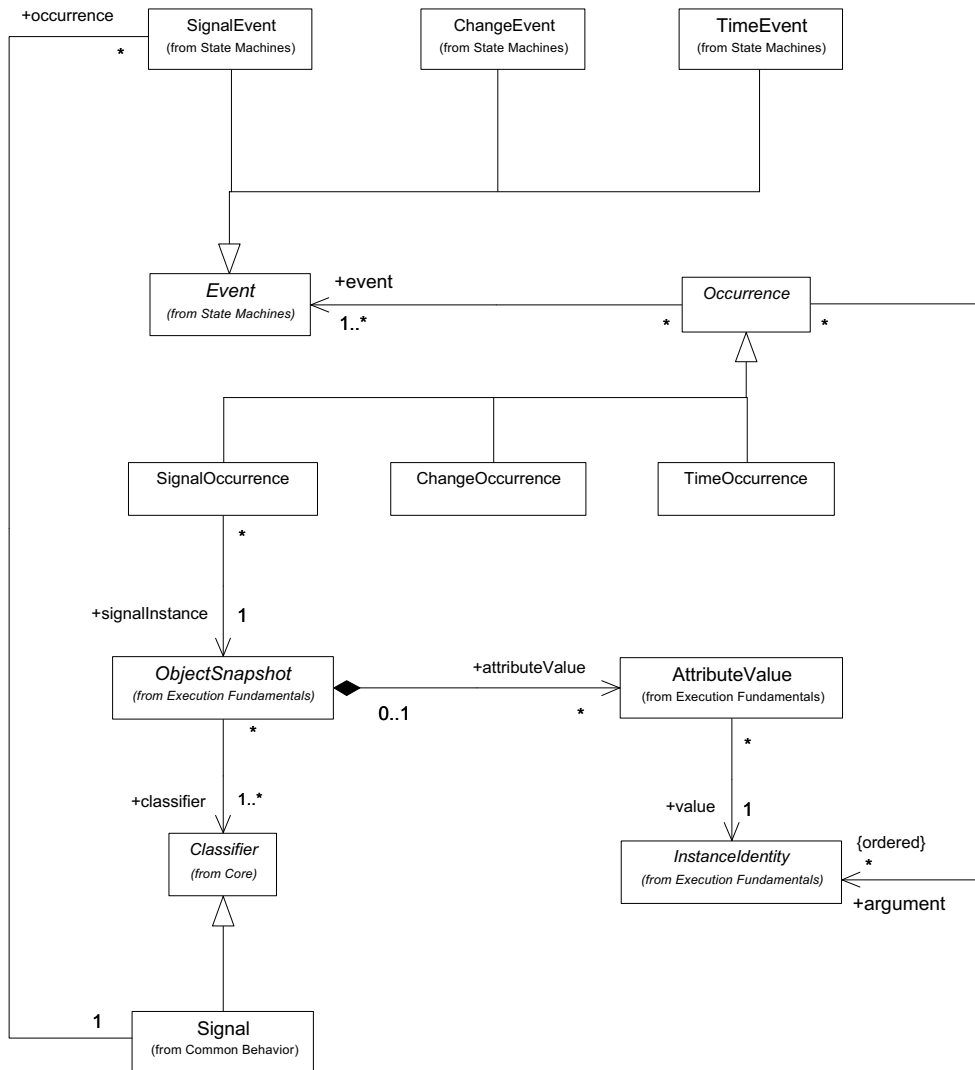 +occurrence
*
SignalEvent
(from State Machines)
ChangeEvent
(from State Machines)
TimeEvent
(from State Machines)
Event
(from State Machines)
+event
1..*
*
Occurrence
*
SignalOccurrence
ChangeOccurrence
TimeOccurrence
*
+signalInstance
1
ObjectSnapshot
(from Execution Fundamentals)
+attributeValue
0..1
*
AttributeValue
(from Execution Fundamentals)
*
+classifier
1..*
*
+value
1
Classifier
(from Core)
InstanceIdentity
(from Execution Fundamentals)
{ordered}
*
+argument
1
Signal
(from Common Behavior)